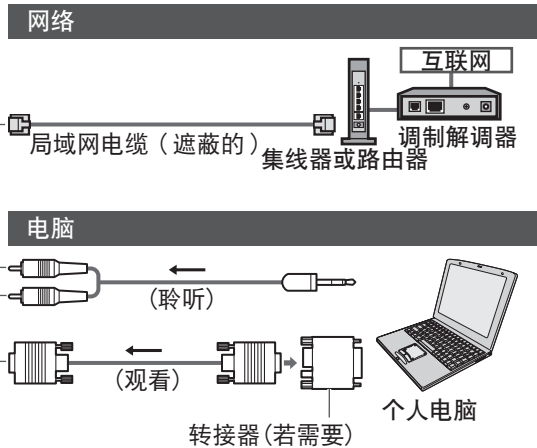 网络
互联网
局域网电缆（遮蔽的）
集线器或路由器
调制解调器
电脑
(聆听)
(观看)
个人电脑
转接器(若需要)